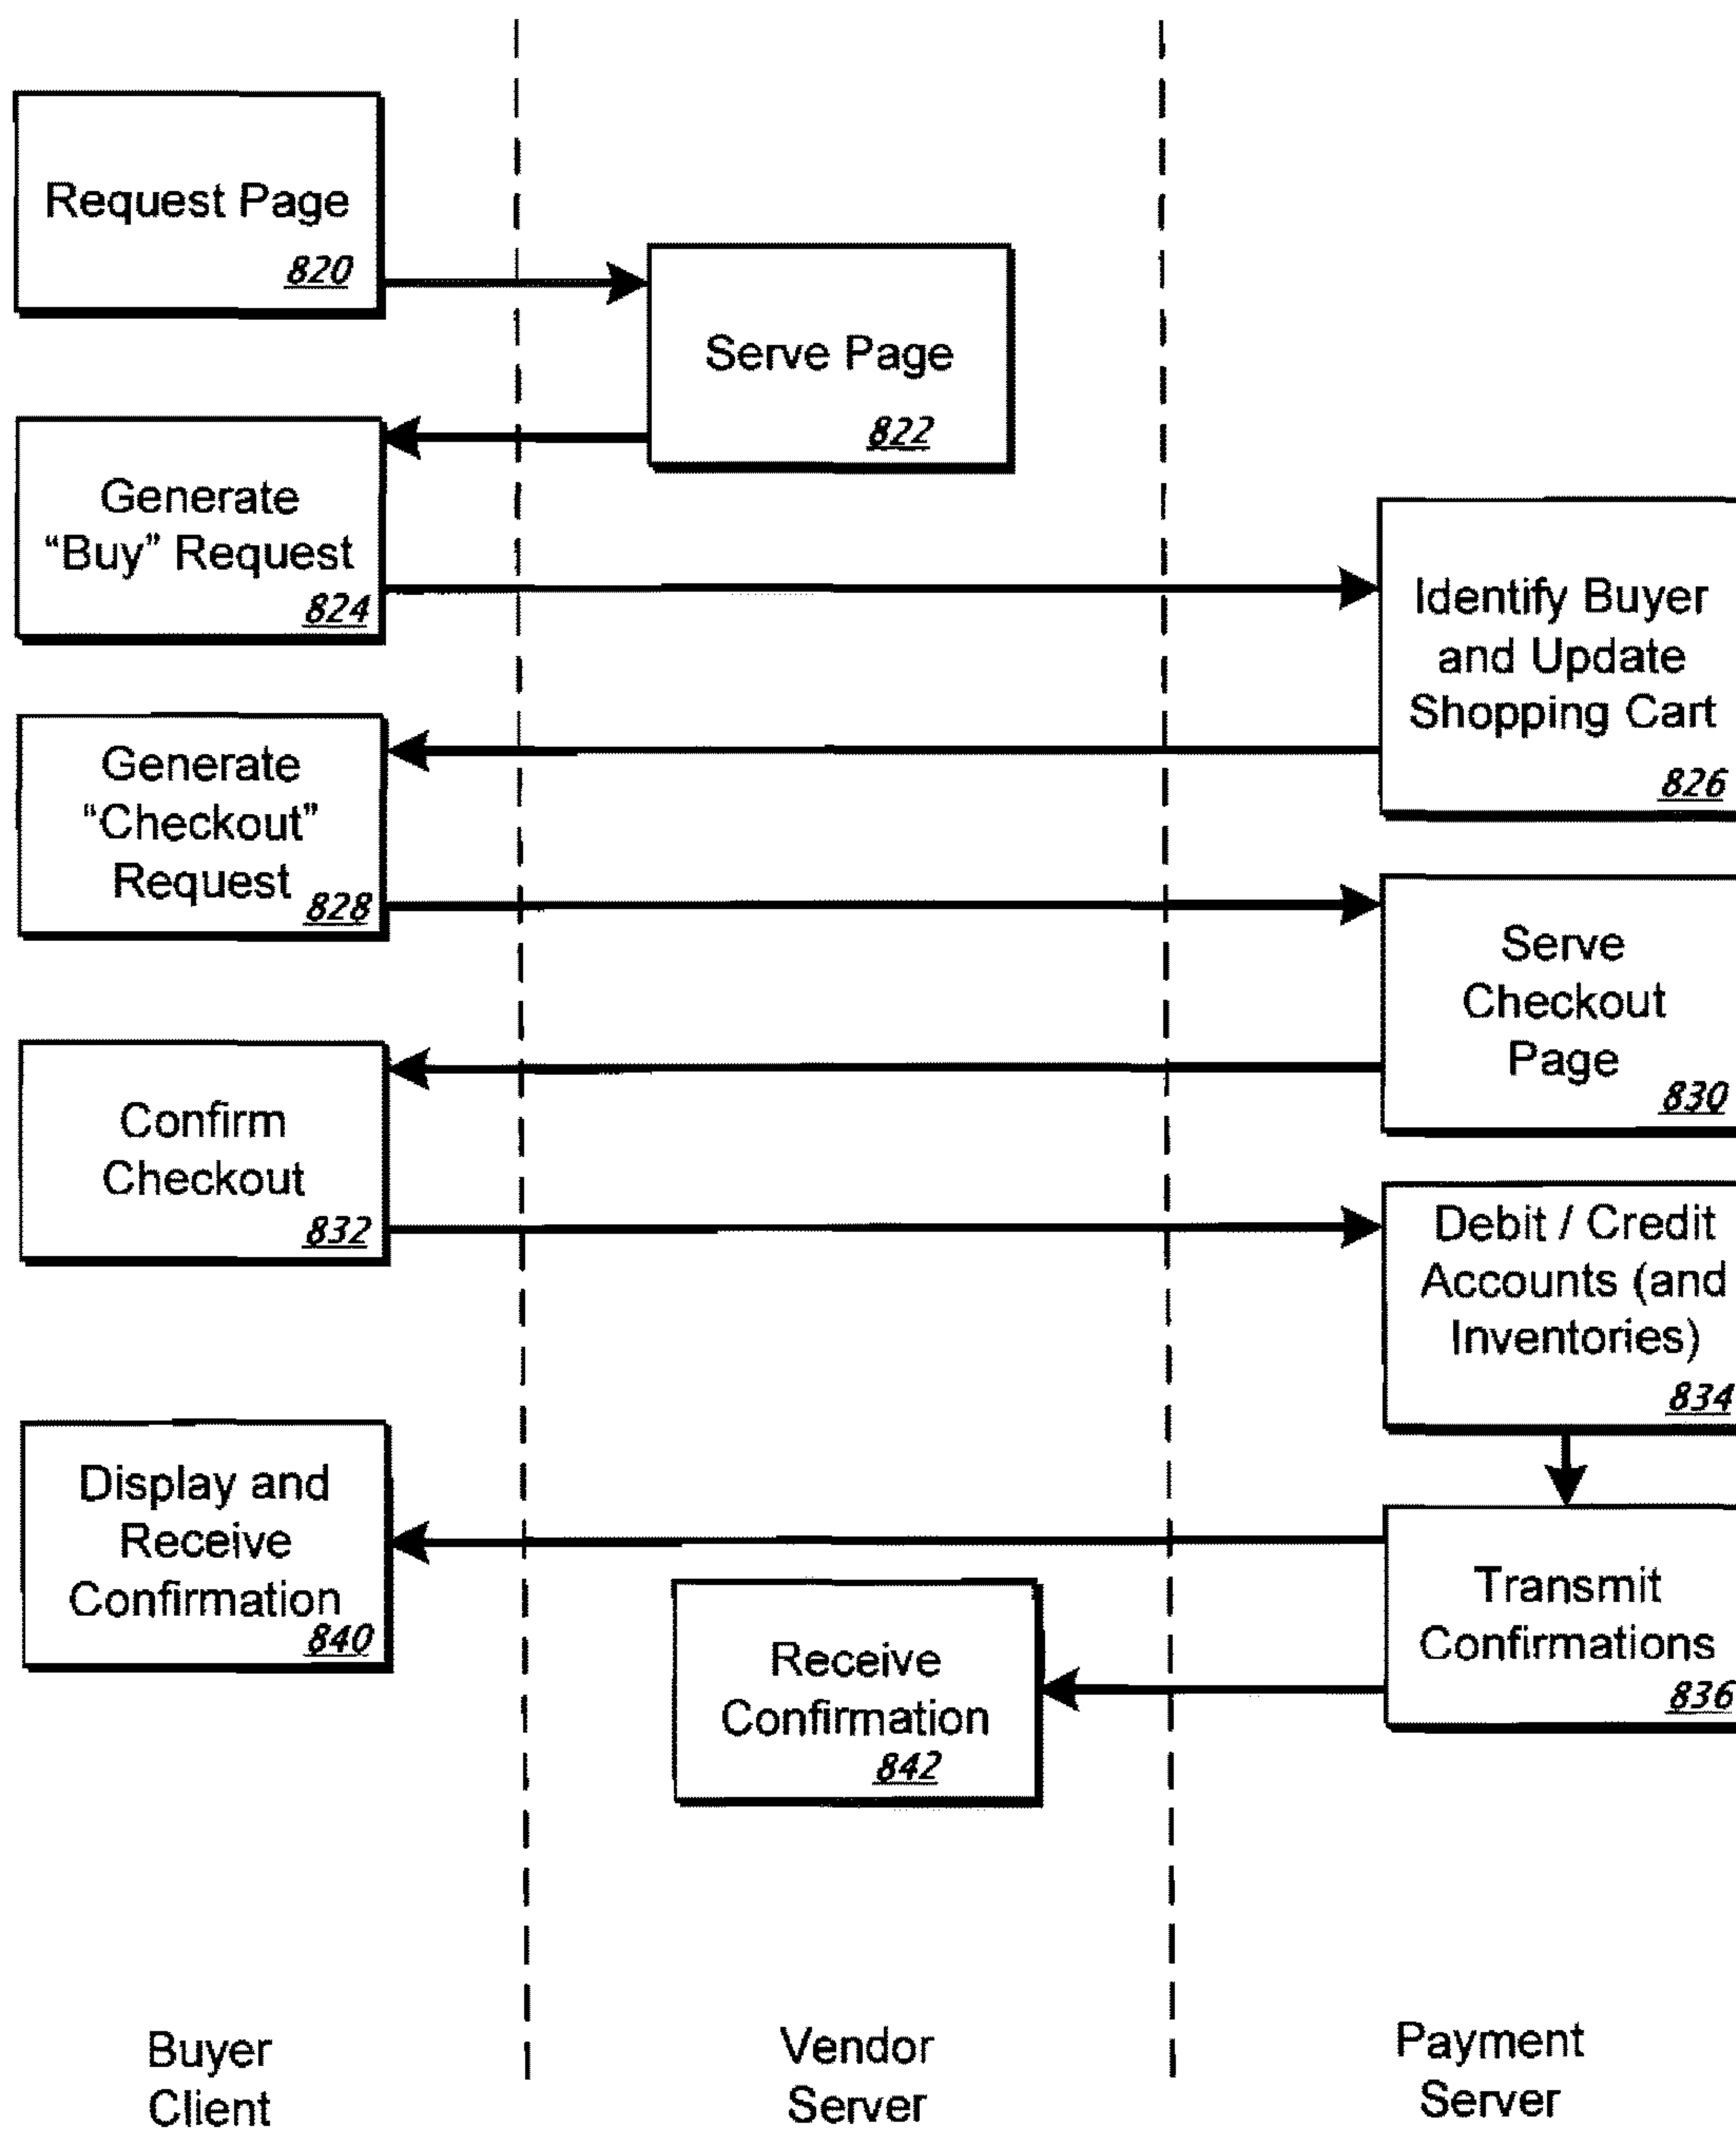 Request Page
820
Serve Page
822
Generate
“Buy” Request
824
Identify Buyer
and Update
Shopping Cart
826
Generate
“Checkout”
Request
828
Serve
Checkout
Page
830
Confirm
Checkout
832
Debit / Credit
Accounts (and
Inventories)
834
Display and
Receive
Confirmation
840
Transmit
Confirmations
836
Receive
Confirmation
842
Buyer
Client
Vendor
Server
Payment
Server